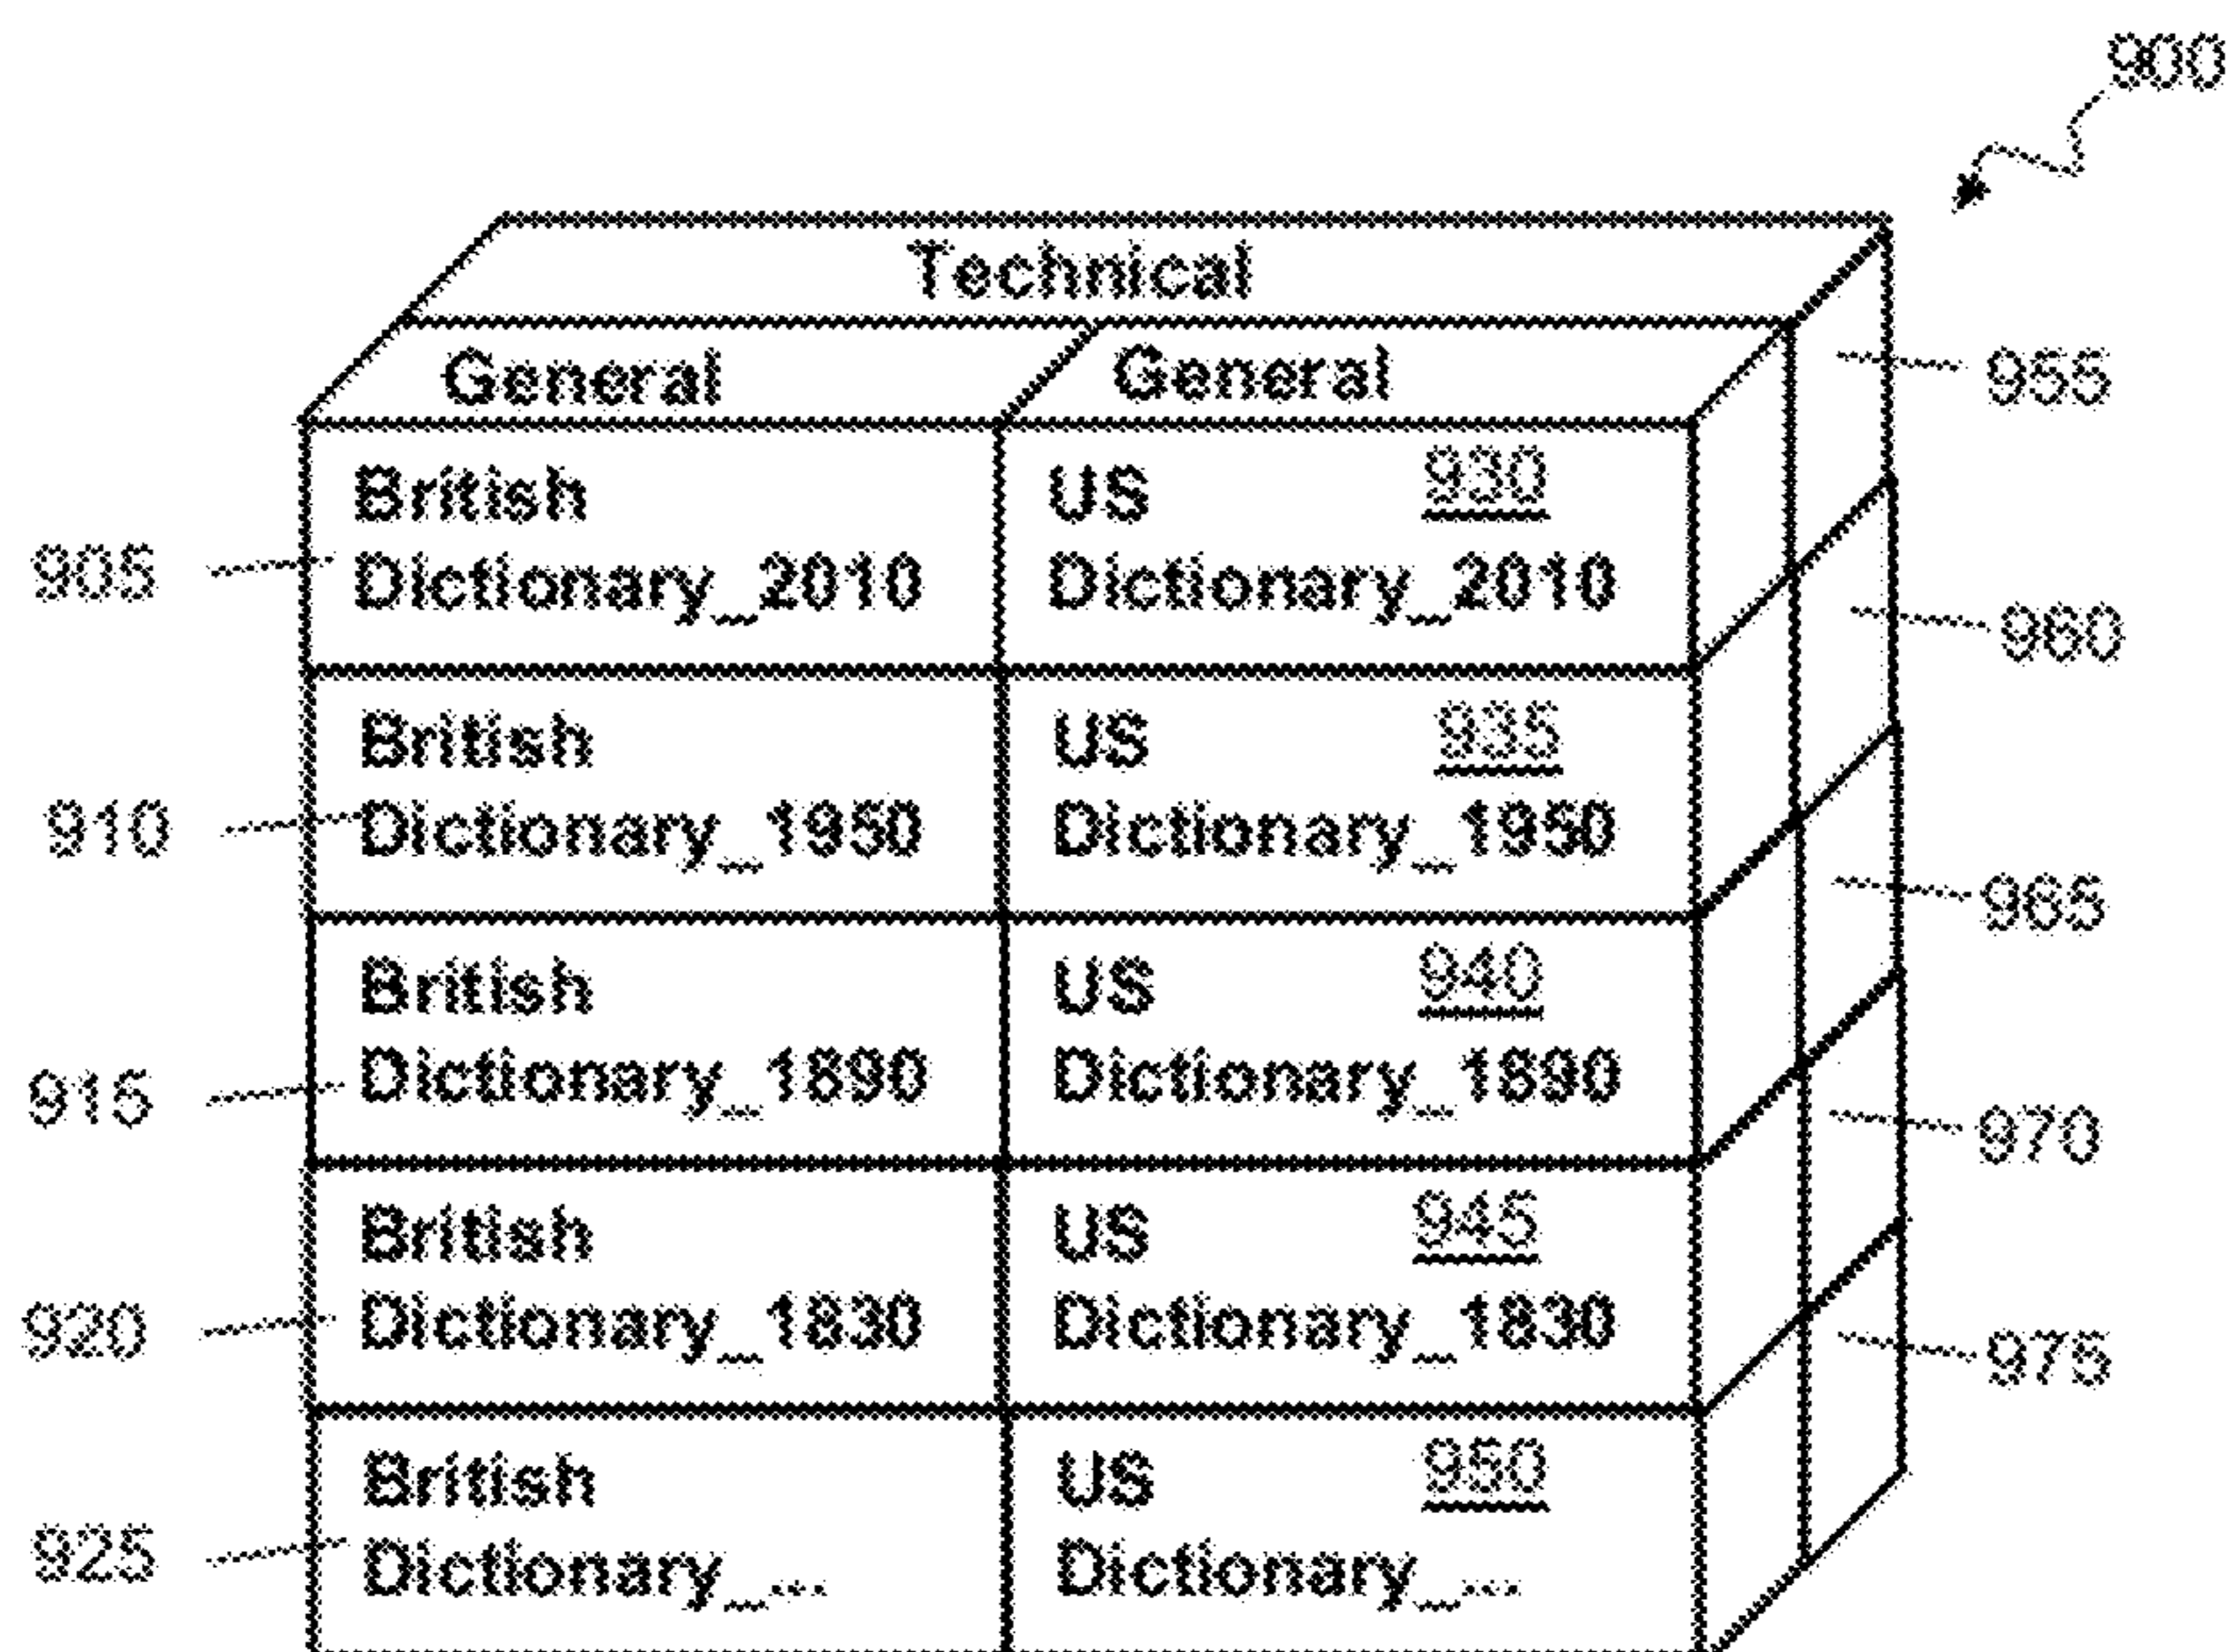 900
Technical
General General
955
British US 930
905 Dictionary_2010 Dictionary_2010
960
British US 935
910 Dictionary_1950 Dictionary_1950
965
British US 940
915 Dictionary_1890 Dictionary_1890
970
British US 945
920 Dictionary_1830 Dictionary_1830
975
British US 950
925 Dictionary_... Dictionary_...